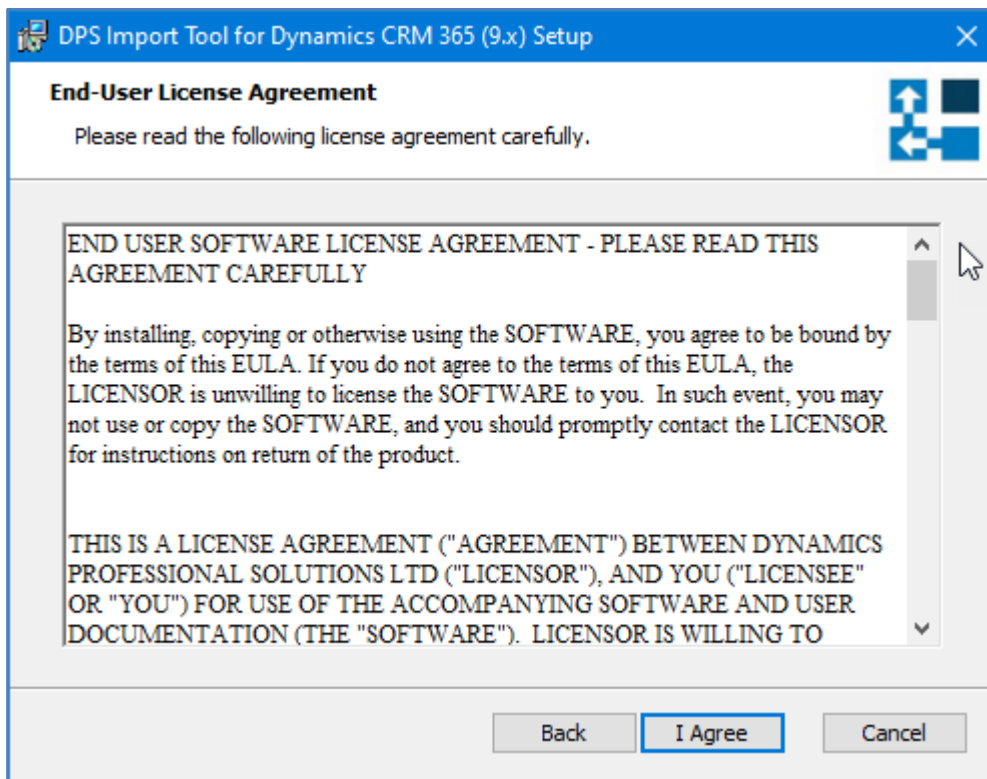 DPS Import Tool for Dynamics CRM 365 (9.x) Setup
End-User License Agreement
Please read the following license agreement carefully.
END USER SOFTWARE LICENSE AGREEMENT - PLEASE READ THIS
AGREEMENT CAREFULLY
By installing, copying or otherwise using the SOFTWARE, you agree to be bound by
the terms of this EULA. If you do not agree to the terms of this EULA, the
LICENSOR is unwilling to license the SOFTWARE to you.  In such event, you may
not use or copy the SOFTWARE, and you should promptly contact the LICENSOR
for instructions on return of the product.
THIS IS A LICENSE AGREEMENT ("AGREEMENT") BETWEEN DYNAMICS
PROFESSIONAL SOLUTIONS LTD ("LICENSOR"), AND YOU ("LICENSEE"
OR "YOU") FOR USE OF THE ACCOMPANYING SOFTWARE AND USER
DOCUMENTATION (THE "SOFTWARE").  LICENSOR IS WILLING TO
Back I Agree Cancel